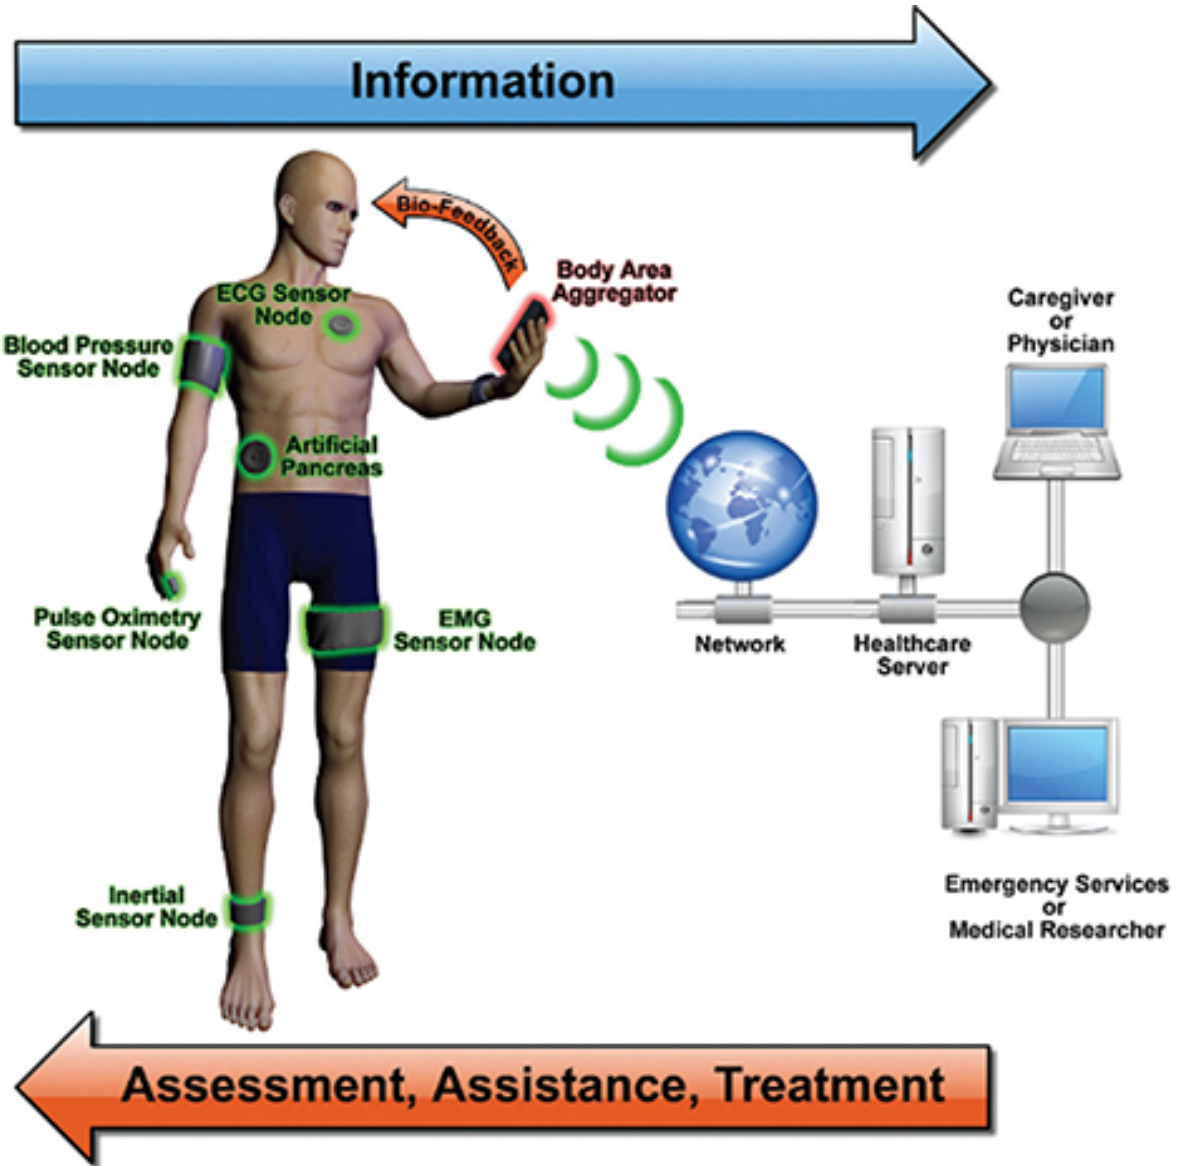 Information
Bio-Feedback
Body Area
Aggregator
ECG Sensor
Node
Caregiver
or
Physician
Blood Pressure
Sensor Node
Artificial
Pancreas
Pulse Oximetry
Sensor Node
EMG
Sensor Node
Network
Healthcare
Server
Inertial
Sensor Node
Emergency Services
or
Medical Researcher
Assessment, Assistance, Treatment